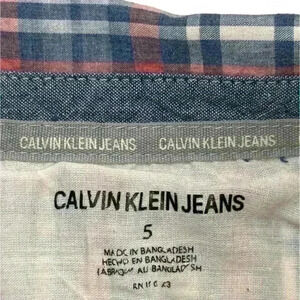 CALVIN KLEIN JEANS CALVIN KLEIN JEANS
CALVIN KLEIN JEANS
5
MADE IN BANGLADESH
HECHO EN BANGLADESH
FABRIQUÉ AU BANGLADESH
RN